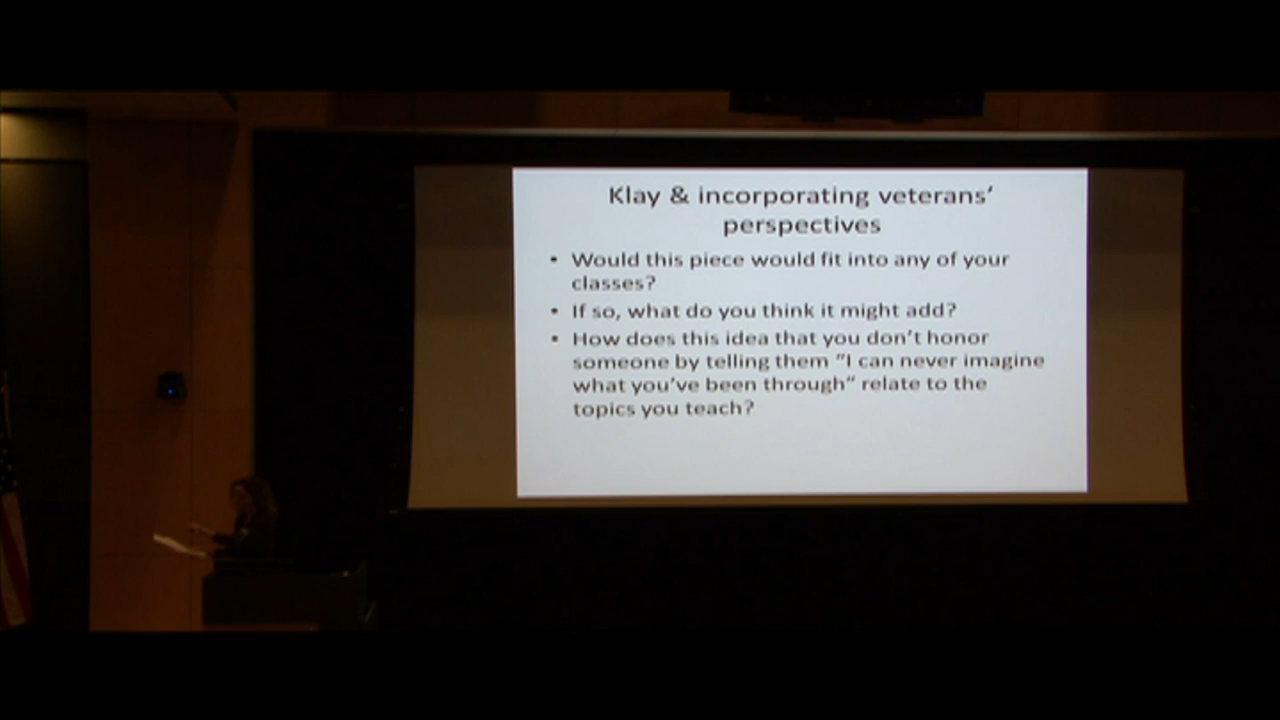 Klay & incorporating veterans'
perspectives
• Would this piece would fit into any of your
classes?
• If so, what do you think it might add?
• How does this idea that you don't honor
someone by telling them "I can never imagine
what you've been through" relate to the
topics you teach?